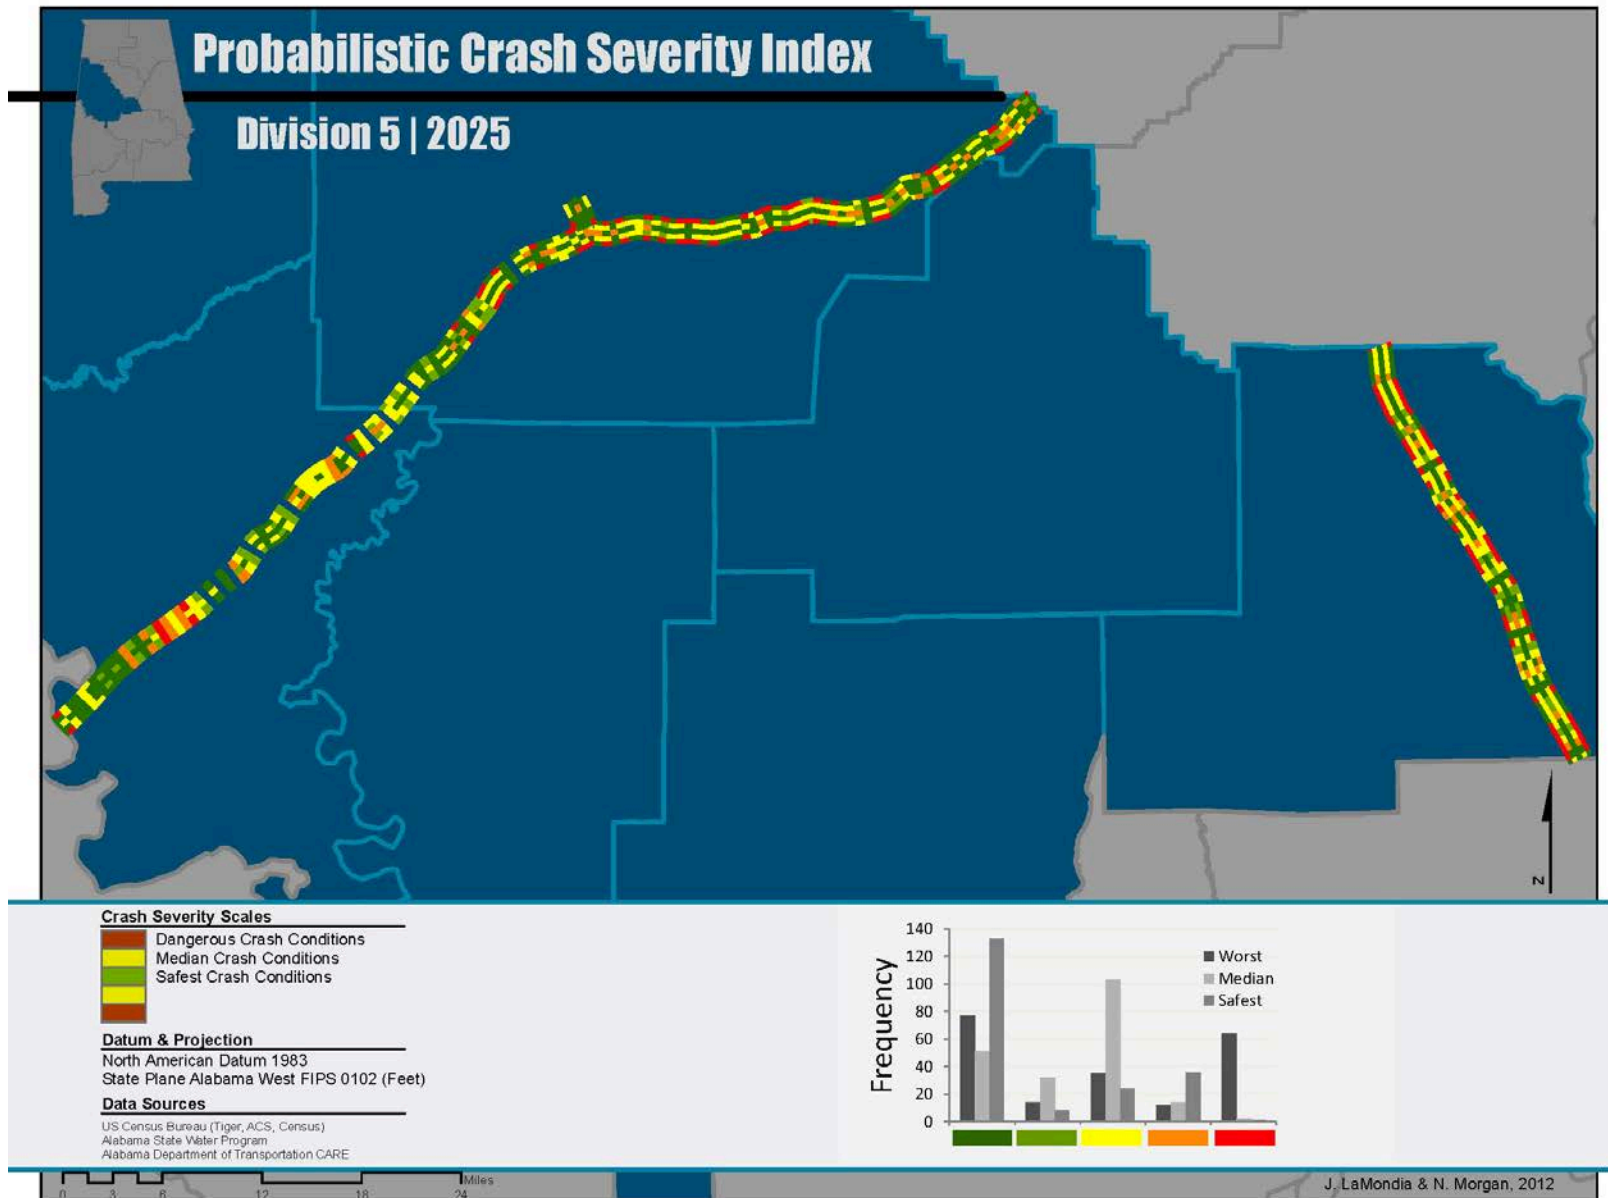 Probabilistic Crash Severity Index
Division 5 | 2025
N
Crash Severity Scales
Dangerous Crash Conditions
Median Crash Conditions
Safest Crash Conditions
Datum & Projection
North American Datum 1983
State Plane Alabama West FIPS 0102 (Feet)
Data Sources
US Census Bureau (Tiger, ACS, Census)
Alabama State Water Program
Alabama Department of Transportation CARE
Frequency
140
120
100
80
60
40
20
0
Worst
Median
Safest
Miles
0 3 6 12 18 24
J. LaMondia & N. Morgan, 2012